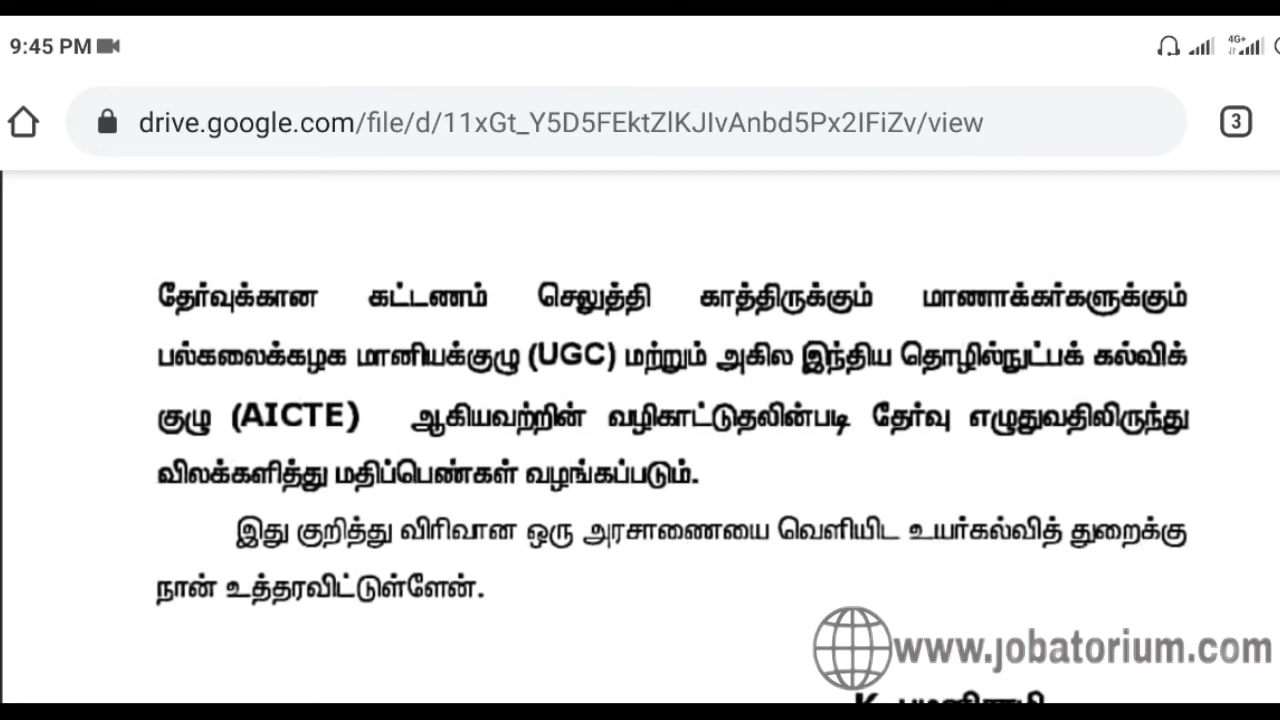 9:45 PM
4G+
drive.google.com/file/d/11xGt_Y5D5FEktZlKJIvAnbd5Px2IFiZv/view
3
தேர்வுக்கான கட்டணம் செலுத்தி காத்திருக்கும் மாணாக்கர்களுக்கும்
பல்கலைக்கழக மானியக்குழு (UGC) மற்றும் அகில இந்திய தொழில்நுட்பக் கல்விக்
குழு (AICTE) ஆகியவற்றின் வழிகாட்டுதலின்படி தேர்வு எழுதுவதிலிருந்து
விலக்களித்து மதிப்பெண்கள் வழங்கப்படும்.
இது குறித்து விரிவான ஒரு அரசாணையை வெளியிட உயர்கல்வித் துறைக்கு
நான் உத்தரவிட்டுள்ளேன்.
www.jobatorium.com